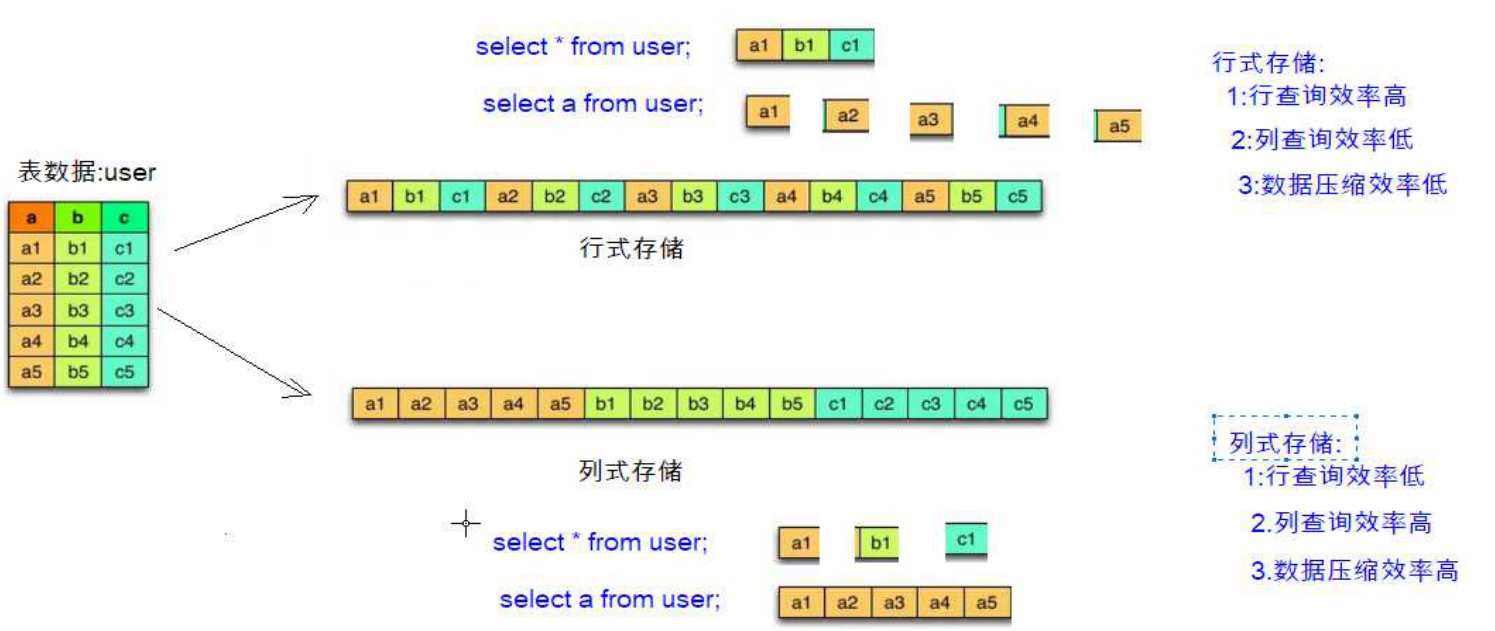 select * from user;
a1 b1 c1
select a from user;
a1 a2 a3 a4 a5
行式存储:
1:行查询效率高
2:列查询效率低
3:数据压缩效率低
表数据:user
a b c
a1 b1 c1
a2 b2 c2
a3 b3 c3
a4 b4 c4
a5 b5 c5
a1 b1 c1 a2 b2 c2 a3 b3 c3 a4 b4 c4 a5 b5 c5
行式存储
a1 a2 a3 a4 a5 b1 b2 b3 b4 b5 c1 c2 c3 c4 c5
列式存储
select * from user;
a1 b1 c1
select a from user;
a1 a2 a3 a4 a5
列式存储:
1:行查询效率低
2.列查询效率高
3.数据压缩效率高